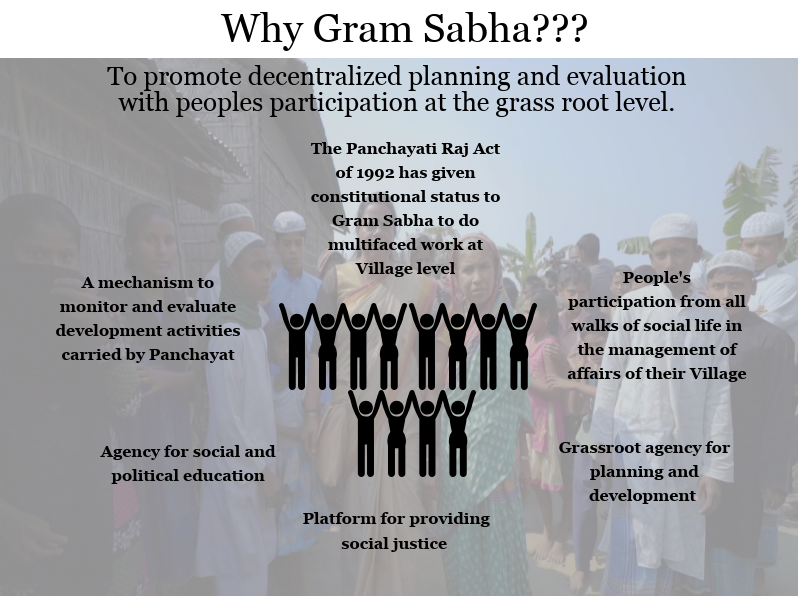 Why Gram Sabha???
To promote decentralized planning and evaluation
with peoples participation at the grass root level.
The Panchayati Raj Act
of 1992 has given
constitutional status to
Gram Sabha to do
multifaced work at
Village level
A mechanism to
monitor and evaluate
development activities
carried by Panchayat
People's
participation from all
walks of social life in
the management of
affairs of their Village
Agency for social and
political education
Grassroot agency for
planning and
development
Platform for providing
social justice